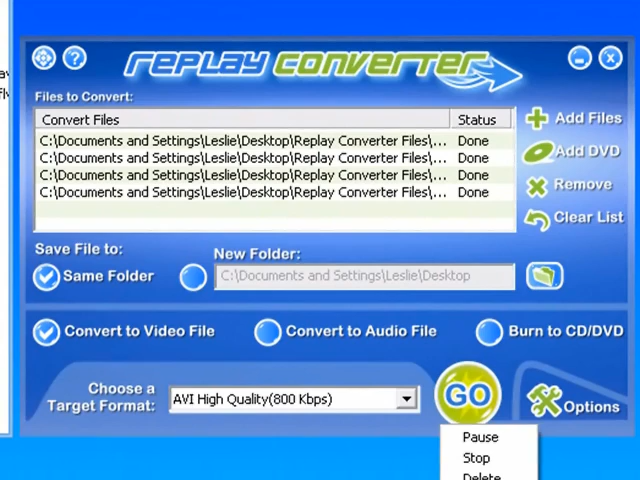 REPLAY CONVERTER
Files to Convert:
Convert Files Status
C:\Documents and Settings\Leslie\Desktop\Replay Converter Files\... Done
C:\Documents and Settings\Leslie\Desktop\Replay Converter Files\... Done
C:\Documents and Settings\Leslie\Desktop\Replay Converter Files\... Done
C:\Documents and Settings\Leslie\Desktop\Replay Converter Files\... Done
Add Files
Add DVD
Remove
Clear List
Save File to:
Same Folder
New Folder:
C:\Documents and Settings\Leslie\Desktop
Convert to Video File Convert to Audio File Burn to CD/DVD
Choose a
Target Format:
AVI High Quality(800 Kbps)
GO
Options
Pause
Stop
Delete